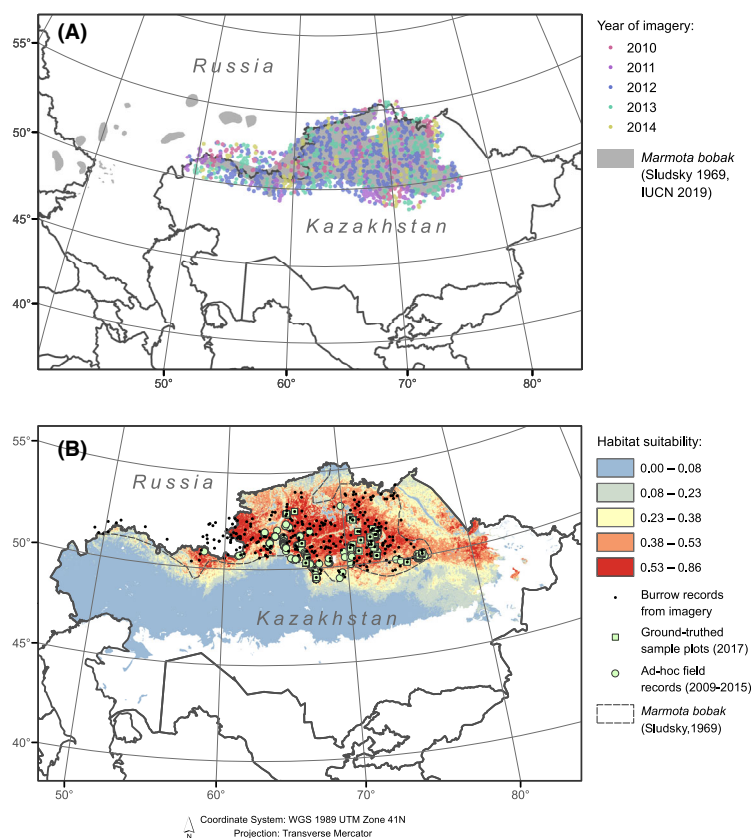 (A)
Russia
Kazakhstan
55°
50°
45°
40°
50°
60°
70°
80°
Year of imagery:
2010
2011
2012
2013
2014
Marmota bobak
(Sludsky 1969,
IUCN 2019)
(B)
Russia
Kazakhstan
55°
50°
45°
40°
50°
60°
70°
80°
Habitat suitability:
0,00 – 0.08
0.08 – 0.23
0.23 – 0.38
0.38 – 0.53
0.53 – 0.86
Burrow records
from imagery
Ground-truthed
sample plots (2017)
Ad-hoc field
records (2009-2015)
Marmota bobak
(Sludsky,1969)
N
Coordinate System: WGS 1989 UTM Zone 41N
Projection: Transverse Mercator